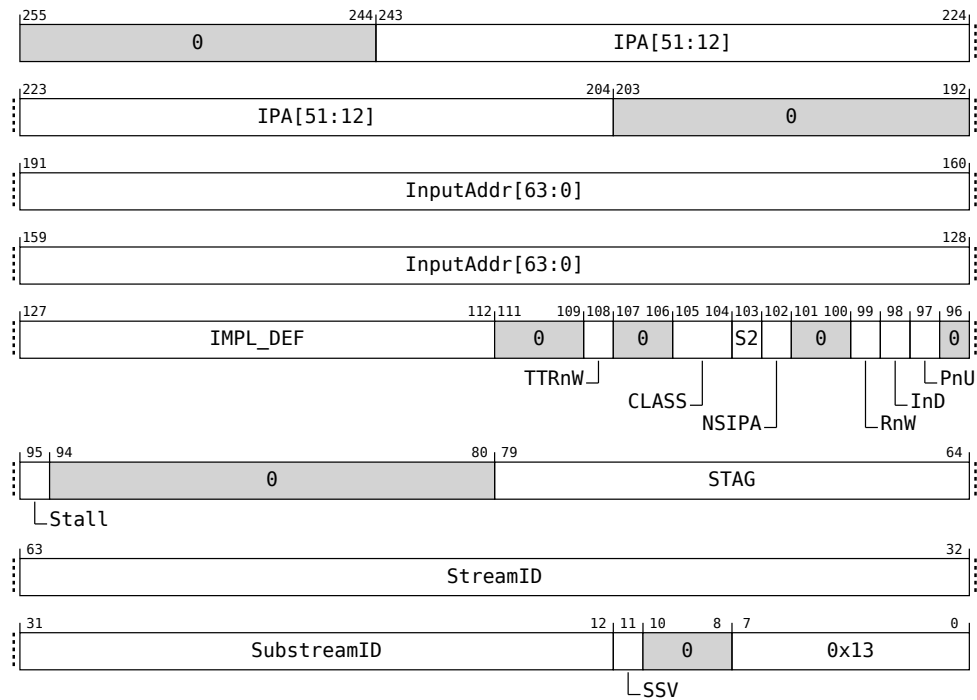 255 244 243 224
0 IPA[51:12]
223 204 203 192
IPA[51:12] 0
191 160
InputAddr[63:0]
159 128
InputAddr[63:0]
127 112 111 109 108 107 106 105 104 103 102 101 100 99 98 97 96
IMPL_DEF 0 0 S2 0 0
TTRnW PnU
CLASS InD
NSIPA RnW
95 94 80 79 64
0 STAG
Stall
63 32
StreamID
31 12 11 10 8 7 0
SubstreamID 0 0x13
SSV